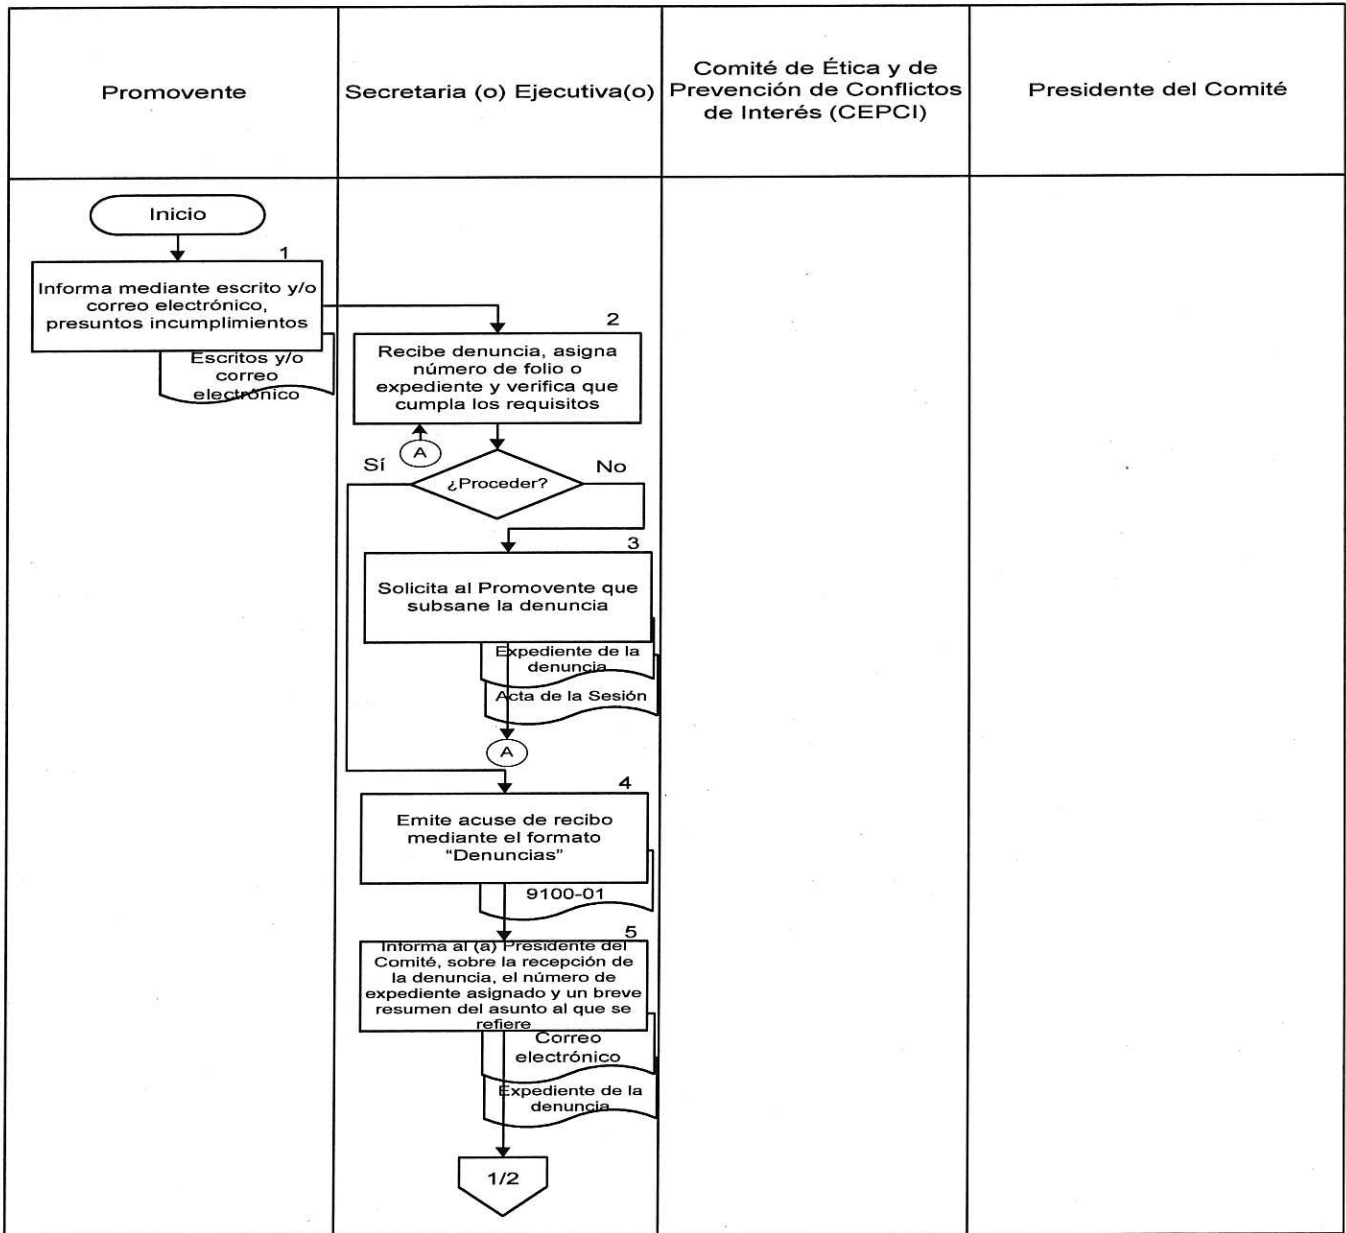 Promovente
Secretaria (o) Ejecutiva(o)
Comité de Ética y de
Prevención de Conflictos
de Interés (CEPCI)
Presidente del Comité
Inicio
1
Informa mediante escrito y/o
correo electrónico,
presuntos incumplimientos
Escritos y/o
correo
electrónico
2
Recibe denuncia, asigna
número de folio o
expediente y verifica que
cumpla los requisitos
A
Sí
¿Proceder?
No
3
Solicita al Promovente que
subsane la denuncia
Expediente de la
denuncia
Acta de la Sesión
A
4
Emite acuse de recibo
mediante el formato
“Denuncias”
9100-01
5
Informa al (a) Presidente del
Comité, sobre la recepción de
la denuncia, el número de
expediente asignado y un breve
resumen del asunto al que se
refiere
Correo
electrónico
Expediente de la
denuncia
1/2